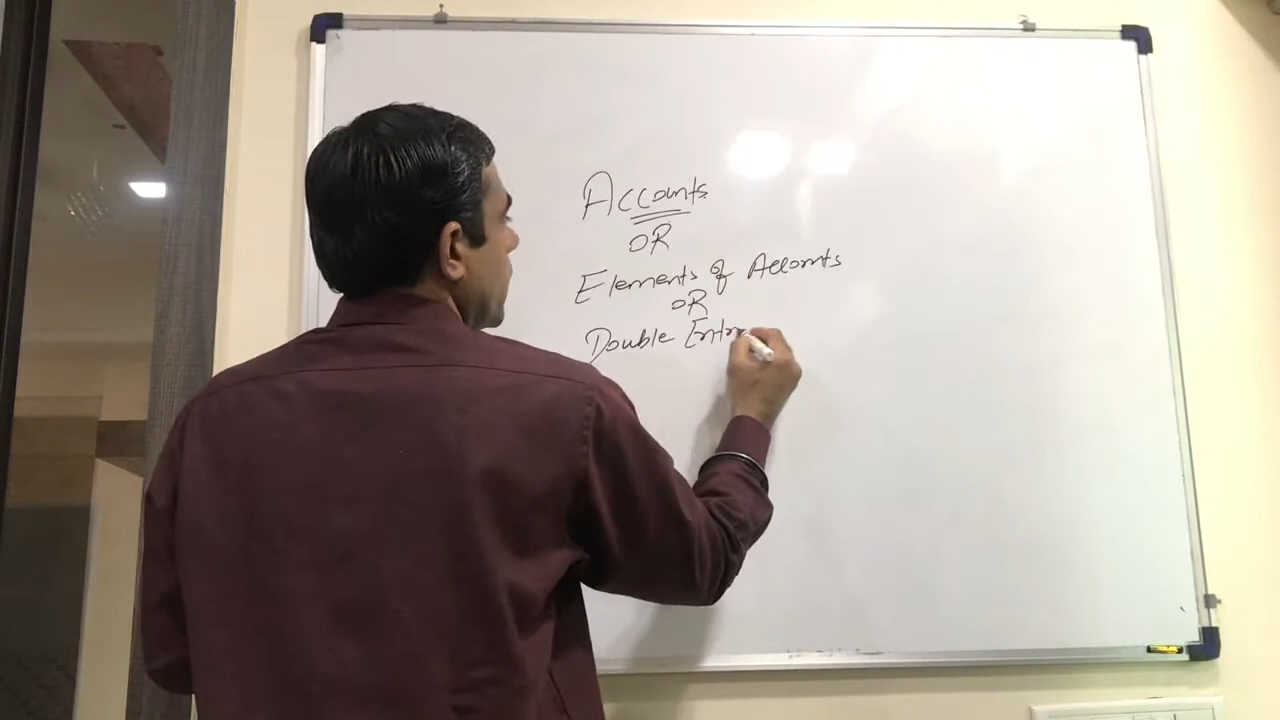 Accounts
OR
Elements of Accounts
OR
Double Entr